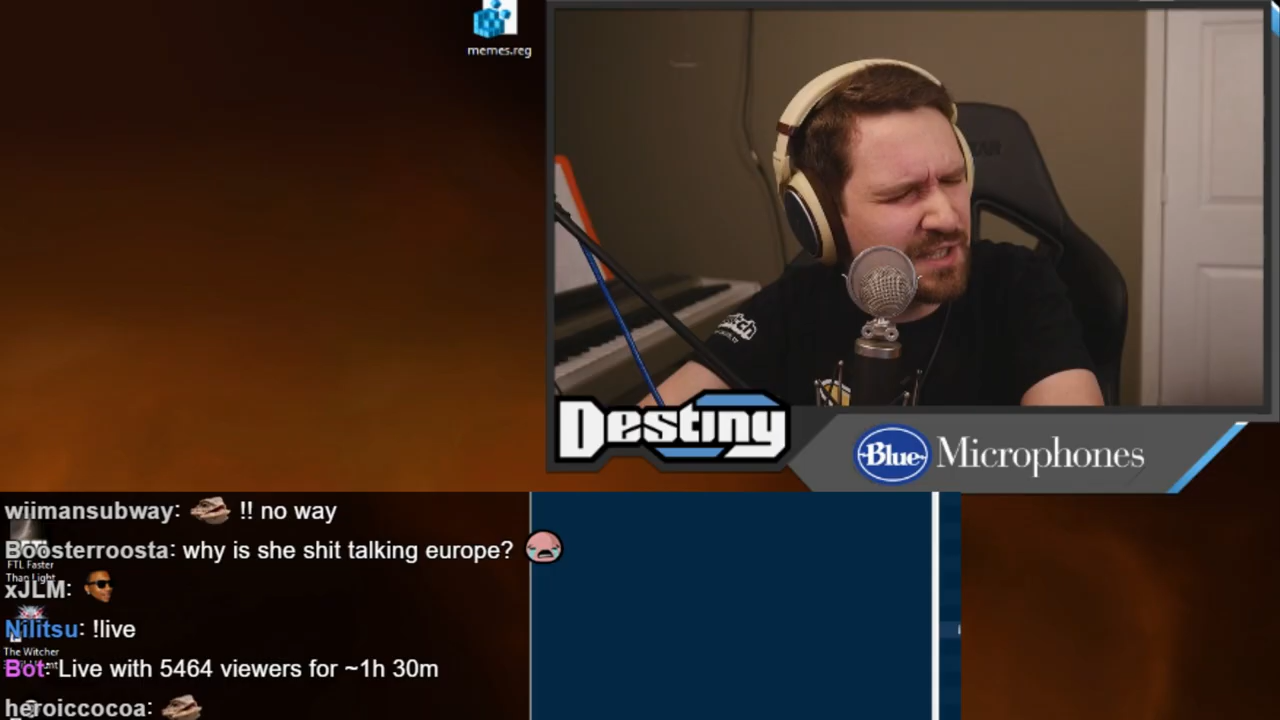 memes.reg
Destiny
Blue Microphones
wiimansubway: !! no way
Boosterroosta: why is she shit talking europe?
FTL Faster
Than Light
xJLM:
Nilitsu: !live
The Witcher
Bot: Live with 5464 viewers for ~1h 30m
heroiccocoa: